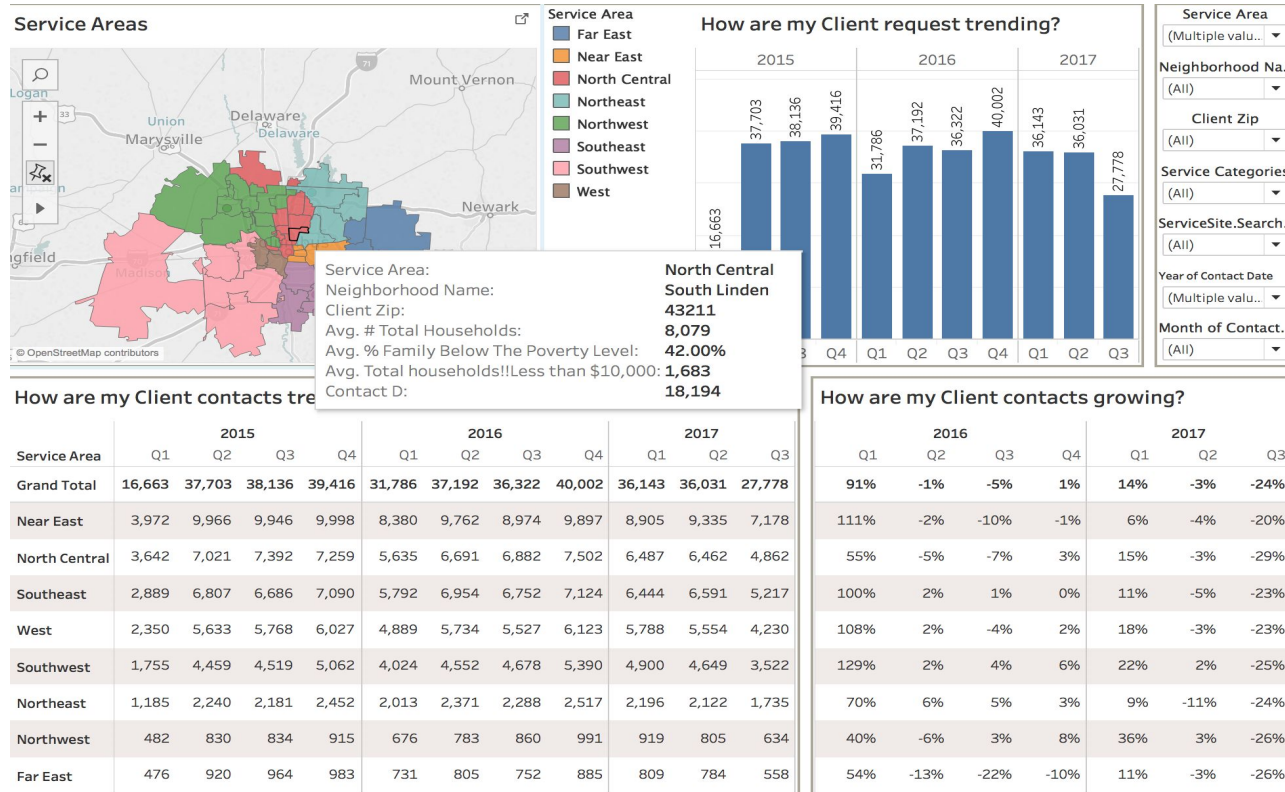 Service Areas
Logan
33
71
Mount Vernon
Union
Marysville
Delaware
Delaware
Newark
gfield
Madison
© OpenStreetMap contributors
Service Area
Far East
Near East
North Central
Northeast
Northwest
Southeast
Southwest
West
How are my Client request trending?
2015 2016 2017
16,663 37,703 38,136 39,416 31,786 37,192 36,322 40,002 36,143 36,031 27,778
Q4 Q1 Q2 Q3 Q4 Q1 Q2 Q3
Service Area
(Multiple valu..
Neighborhood Na.
(All)
Client Zip
(All)
Service Categories
(All)
ServiceSite.Search.
(All)
Year of Contact Date
(Multiple valu..
Month of Contact.
(All)
Service Area: North Central
Neighborhood Name: South Linden
Client Zip: 43211
Avg. # Total Households: 8,079
Avg. % Family Below The Poverty Level: 42.00%
Avg. Total households!!Less than $10,000: 1,683
Contact D: 18,194
How are my Client contacts tre
2015 2016 2017
Service Area Q1 Q2 Q3 Q4 Q1 Q2 Q3 Q4 Q1 Q2 Q3
Grand Total 16,663 37,703 38,136 39,416 31,786 37,192 36,322 40,002 36,143 36,031 27,778
Near East 3,972 9,966 9,946 9,998 8,380 9,762 8,974 9,897 8,905 9,335 7,178
North Central 3,642 7,021 7,392 7,259 5,635 6,691 6,882 7,502 6,487 6,462 4,862
Southeast 2,889 6,807 6,686 7,090 5,792 6,954 6,752 7,124 6,444 6,591 5,217
West 2,350 5,633 5,768 6,027 4,889 5,734 5,527 6,123 5,788 5,554 4,230
Southwest 1,755 4,459 4,519 5,062 4,024 4,552 4,678 5,390 4,900 4,649 3,522
Northeast 1,185 2,240 2,181 2,452 2,013 2,371 2,288 2,517 2,196 2,122 1,735
Northwest 482 830 834 915 676 783 860 991 919 805 634
Far East 476 920 964 983 731 805 752 885 809 784 558
How are my Client contacts growing?
2016 2017
Q1 Q2 Q3 Q4 Q1 Q2 Q3
91% -1% -5% 1% 14% -3% -24%
111% -2% -10% -1% 6% -4% -20%
55% -5% -7% 3% 15% -3% -29%
100% 2% 1% 0% 11% -5% -23%
108% 2% -4% 2% 18% -3% -23%
129% 2% 4% 6% 22% 2% -25%
70% 6% 5% 3% 9% -11% -24%
40% -6% 3% 8% 36% 3% -26%
54% -13% -22% -10% 11% -3% -26%